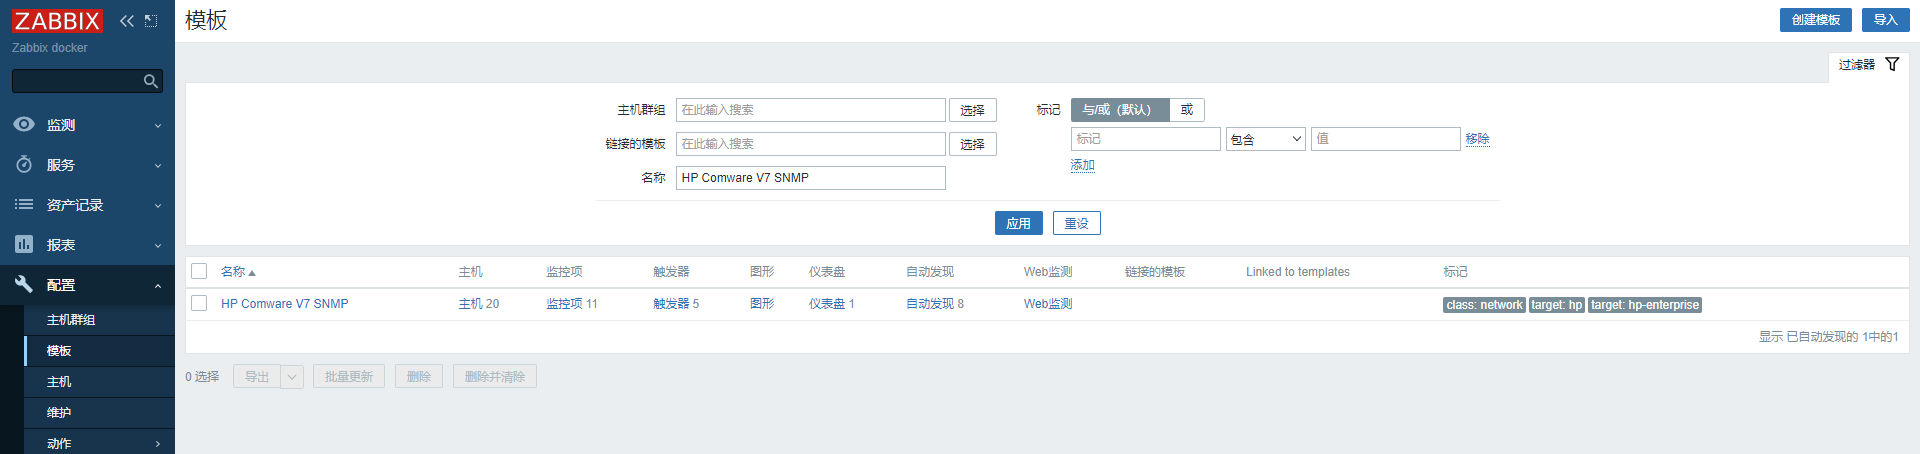 ZABBIX
Zabbix docker
监测
服务
资产记录
报表
配置
主机群组
模板
主机
维护
动作
模板
创建模板 导入
过滤器
主机群组 在此输入搜索 选择
链接的模板 在此输入搜索 选择
名称 HP Comware V7 SNMP
标记 与/或（默认） 或
标记 包含 值 移除
添加
应用 重设
名称 主机 监控项 触发器 图形 仪表盘 自动发现 Web监测 链接的模板 Linked to templates 标记
HP Comware V7 SNMP 主机 20 监控项 11 触发器 5 图形 仪表盘 1 自动发现 8 Web监测 class: network target: hp target: hp-enterprise
显示 已自动发现的 1中的1
0 选择 导出 批量更新 删除 删除并清除